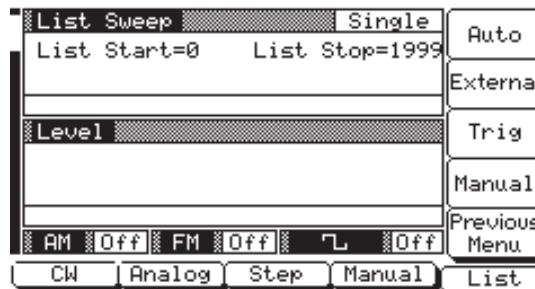 List Sweep Single
List Start=0 List Stop=1999
Level
AM Off FM Off Off
Auto
Externa
Trig
Manual
Previous
Menu
CW Analog Step Manual List